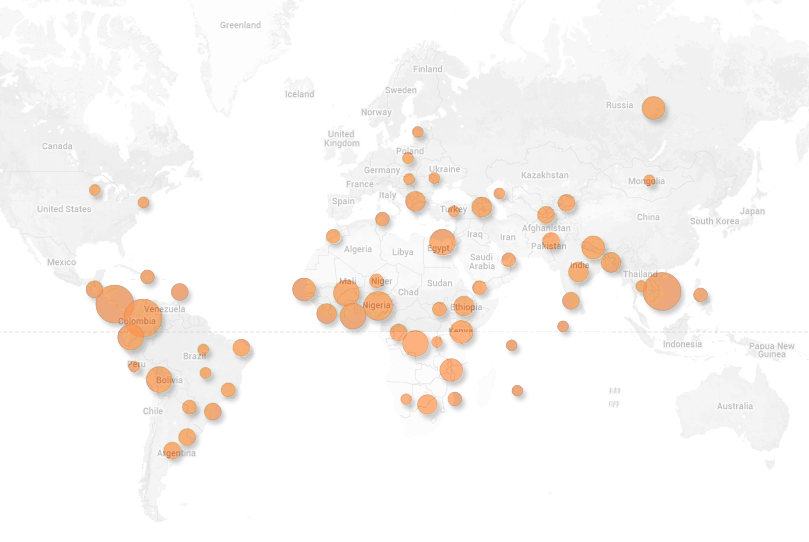 Greenland
Finland
Iceland
Sweden
Russia
Norway
United
Kingdom
Canada
Poland
Germany
Ukraine
Kazakhstan
Mongolia
France
Italy
United States
Spain
Turkey
Japan
China
South Korea
Afghanistan
Iraq
Iran
Pakistan
Egypt
Algeria
Libya
Saudi
Arabia
Mexico
India
Thailand
Mali
Niger
Chad
Sudan
Nigeria
Ethiopia
Venezuela
Colombia
Kenya
Indonesia
Papua New
Guinea
Brazil
Peru
Bolivia
Chile
Australia
Argentina